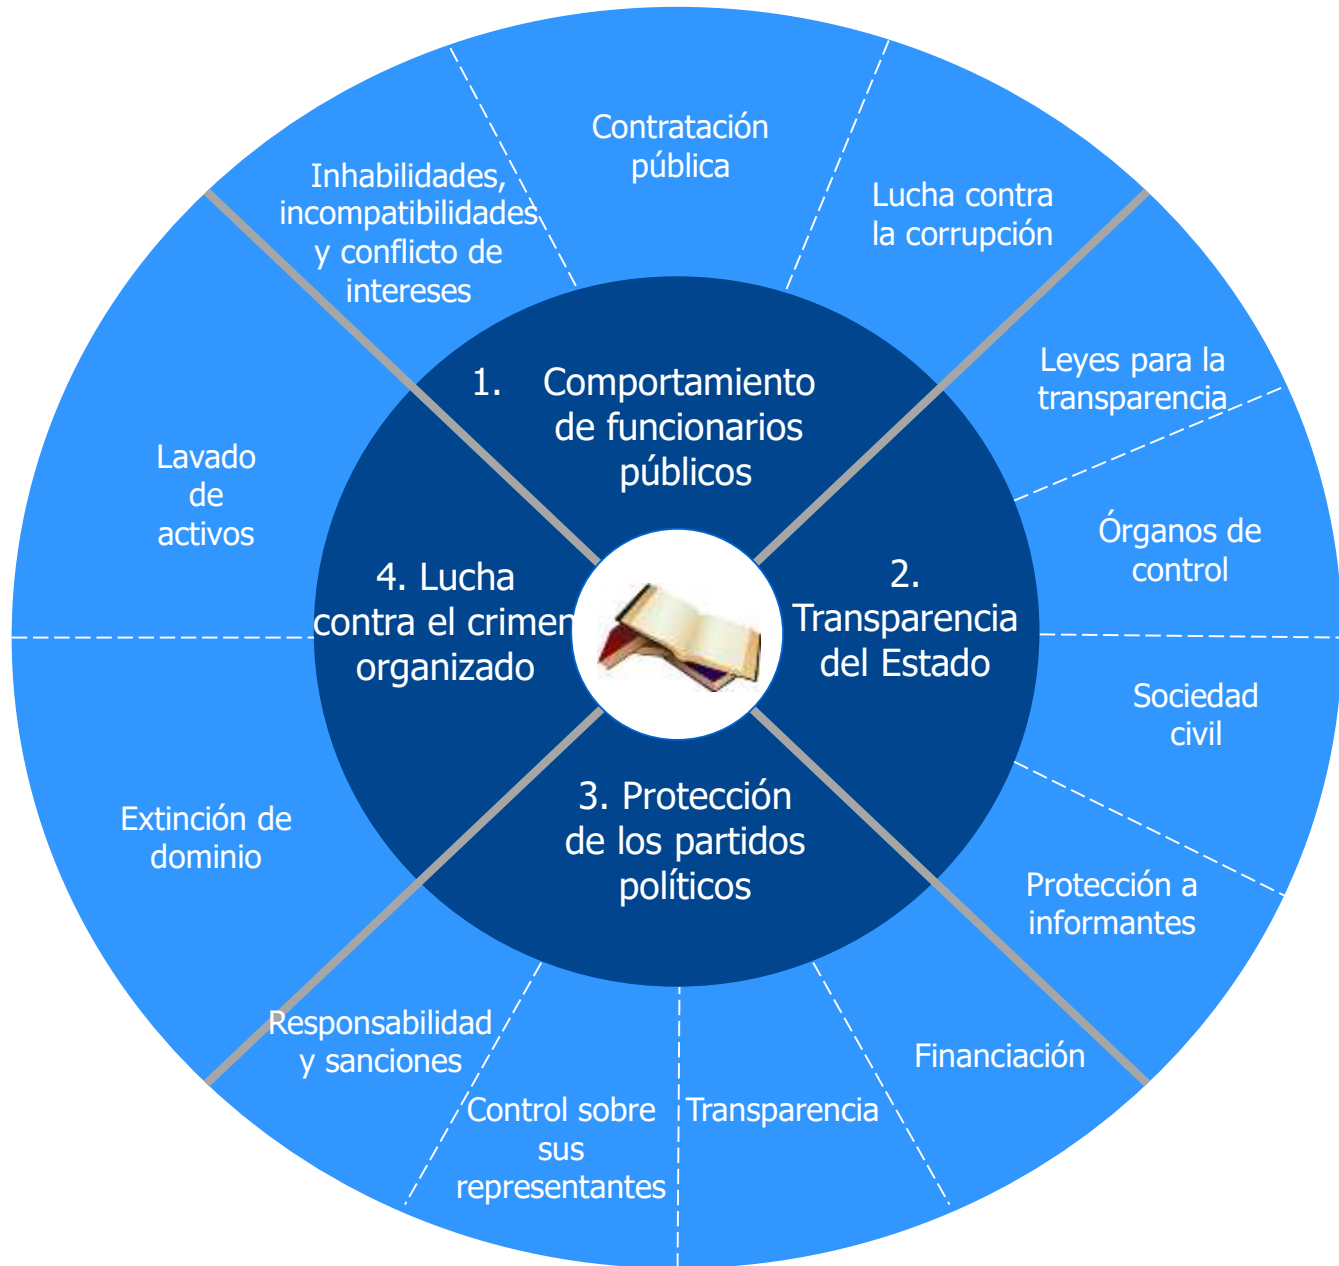 Contratación
pública
Inhabilidades,
incompatibilidades
y conflicto de
intereses
Lucha contra
la corrupción
1. Comportamiento
de funcionarios
públicos
Leyes para la
transparencia
Órganos de
control
2.
Transparencia
del Estado
Sociedad
civil
Protección a
informantes
3. Protección
de los partidos
políticos
Financiación
Transparencia
Control sobre
sus
representantes
Responsabilidad
y sanciones
4. Lucha
contra el crimen
organizado
Extinción de
dominio
Lavado
de
activos